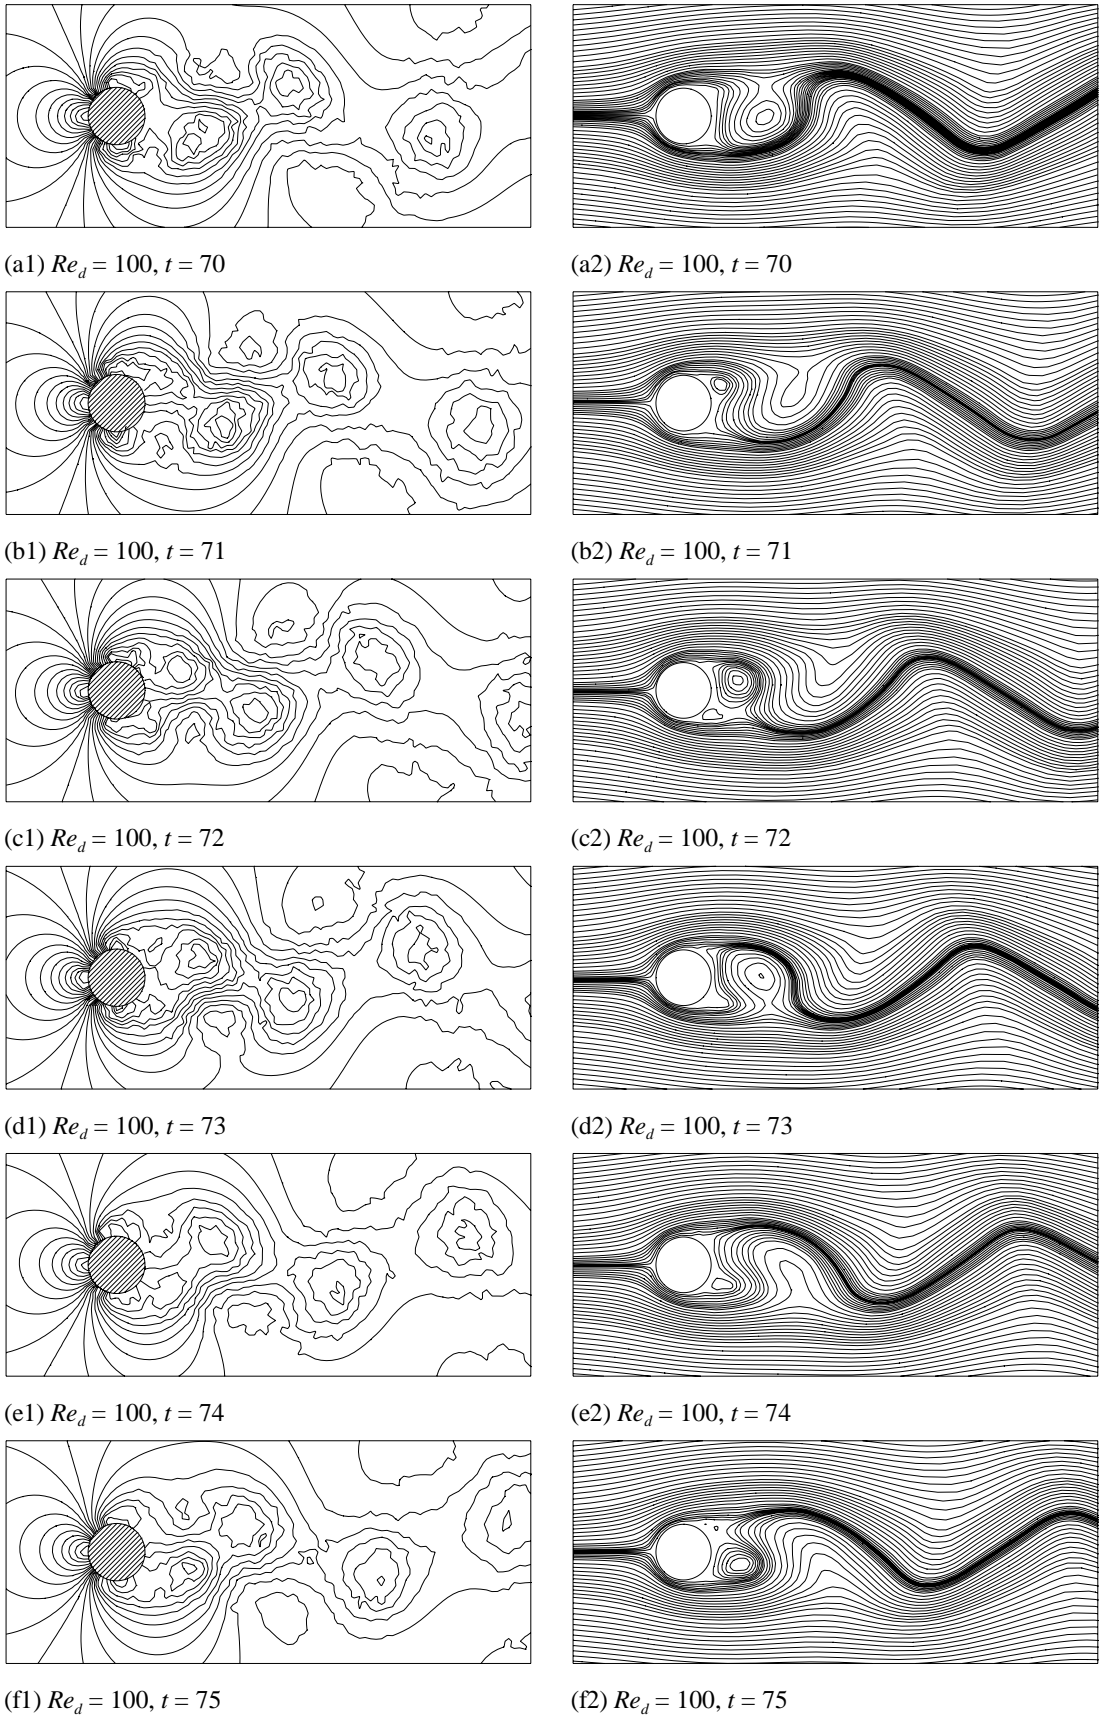 (a1) Re_d = 100, t = 70
(a2) Re_d = 100, t = 70
(b1) Re_d = 100, t = 71
(b2) Re_d = 100, t = 71
(c1) Re_d = 100, t = 72
(c2) Re_d = 100, t = 72
(d1) Re_d = 100, t = 73
(d2) Re_d = 100, t = 73
(e1) Re_d = 100, t = 74
(e2) Re_d = 100, t = 74
(f1) Re_d = 100, t = 75
(f2) Re_d = 100, t = 75